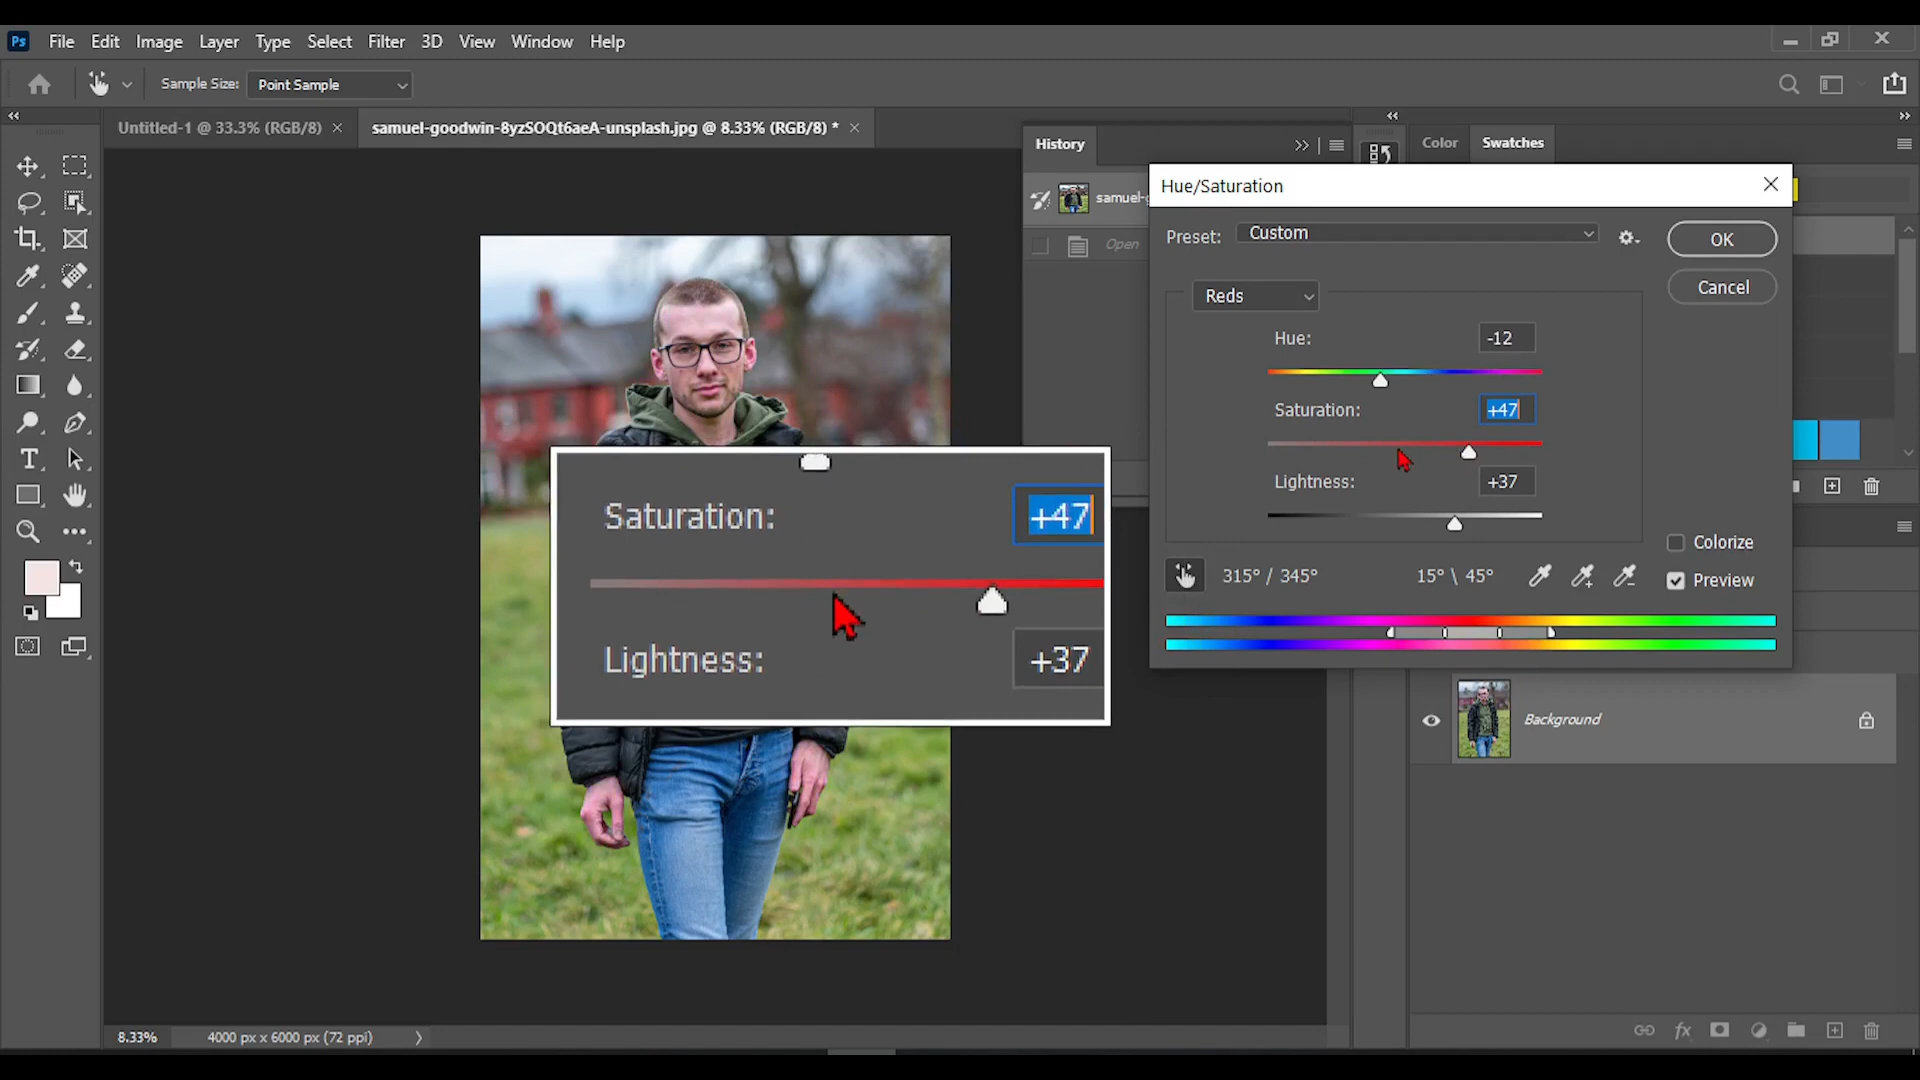 Ps File Edit Image Layer Type Select Filter 3D View Window Help
Sample Size: Point Sample
Untitled-1 @ 33.3% (RGB/8) samuel-goodwin-8yzSOQt6aeA-unsplash.jpg @ 8.33% (RGB/8) *
History
Color Swatches
samuel-g
Open
Hue/Saturation
Preset: Custom
OK
Cancel
Reds
Hue: -12
Saturation: +47
Lightness: +37
Colorize
Preview
315° / 345° 15° \ 45°
Saturation: +47
Lightness: +37
Background
8.33% 4000 px x 6000 px (72 ppi)
fx